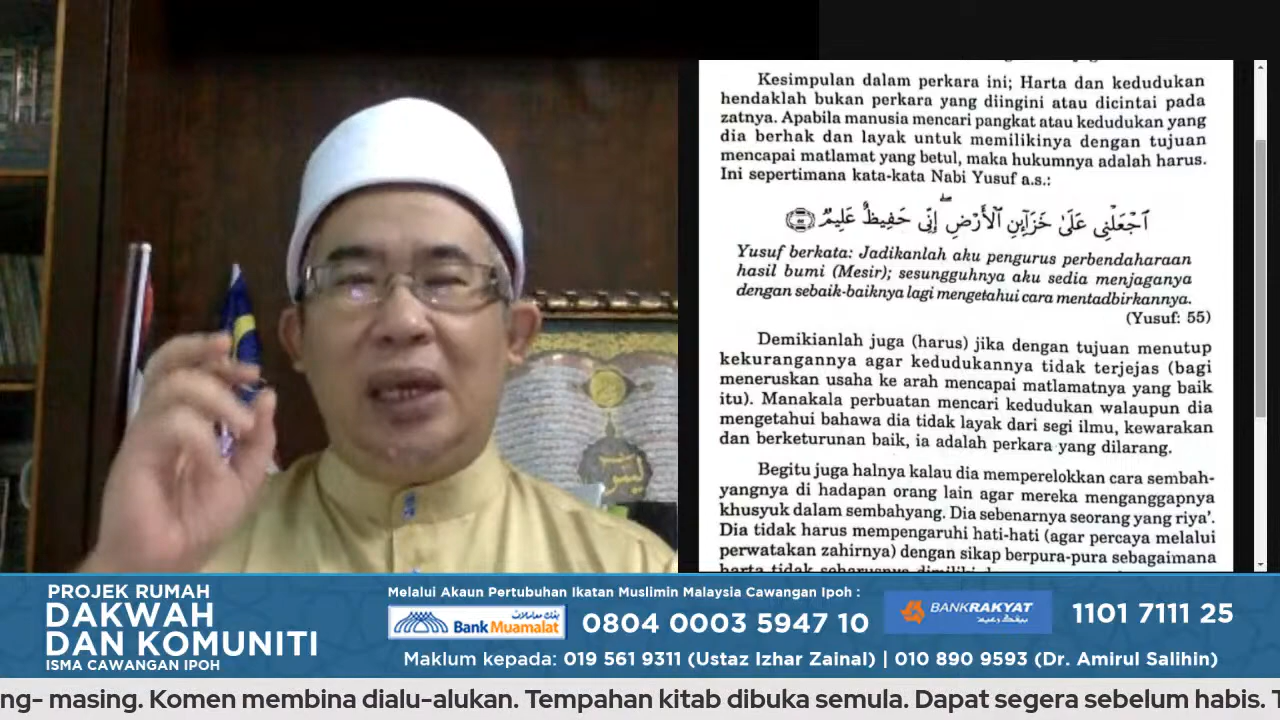 Kesimpulan dalam perkara ini; Harta dan kedudukan
hendaklah bukan perkara yang diingini atau dicintai pada
zatnya. Apabila manusia mencari pangkat atau kedudukan yang
dia berhak dan layak untuk memilikinya dengan tujuan
mencapai matlamat yang betul, maka hukumnya adalah harus.
Ini sepertimana kata-kata Nabi Yusuf a.s.:
ٱجْعَلْنِى عَلَىٰ خَزَآئِنِ ٱلْأَرْضِ ۖ إِنِّى حَفِيظٌ عَلِيمٌ
Yusuf berkata: Jadikanlah aku pengurus perbendaharaan
hasil bumi (Mesir); sesungguhnya aku sedia menjaganya
dengan sebaik-baiknya lagi mengetahui cara mentadbirkannya.
(Yusuf: 55)
Demikianlah juga (harus) jika dengan tujuan menutup
kekurangannya agar kedudukannya tidak terjejas (bagi
meneruskan usaha ke arah mencapai matlamatnya yang baik
itu). Manakala perbuatan mencari kedudukan walaupun dia
mengetahui bahawa dia tidak layak dari segi ilmu, kewarakan
dan berketurunan baik, ia adalah perkara yang dilarang.
Begitu juga halnya kalau dia memperelokkan cara sembah-
yangnya di hadapan orang lain agar mereka menganggapnya
khusyuk dalam sembahyang. Dia sebenarnya seorang yang riya'.
Dia tidak harus mempengaruhi hati-hati (agar percaya melalui
perwatakan zahirnya) dengan sikap berpura-pura sebagaimana
harta tidak seharusnya dimiliki
PROJEK RUMAH
DAKWAH
DAN KOMUNITI
ISMA CAWANGAN IPOH
Melalui Akaun Pertubuhan Ikatan Muslimin Malaysia Cawangan Ipoh :
Bank Muamalat
0804 0003 5947 10
BANKRAKYAT
1101 7111 25
Maklum kepada: 019 561 9311 (Ustaz Izhar Zainal) | 010 890 9593 (Dr. Amirul Salihin)
ng- masing. Komen membina dialu-alukan. Tempahan kitab dibuka semula. Dapat segera sebelum habis. T